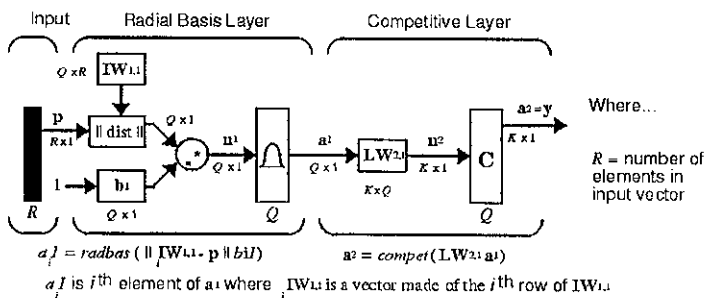 Input
Radial Basis Layer
Competitive Layer
Q × R
IW1,1
p
R × 1
|| dist ||
Q × 1
.*
n1
Q × 1
a1
Q × 1
LW2,1
K × Q
n2
K × 1
C
a2 = y
K × 1
1
b1
Q × 1
R
Q
Q
Where...
R = number of
elements in
input vector
ai1 = radbas ( || iIW1,1 - p || bi1)
a2 = compet ( LW2,1 a1)
ai1 is ith element of a1 where iIW1,1 is a vector made of the ith row of IW1,1